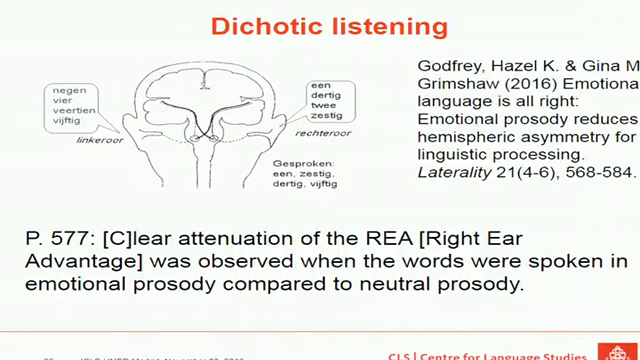 Dichotic listening
negen
vier
veertien
vijftig
linkeroor
een
dertig
twee
zestig
rechteroor
Gesproken:
een, zestig,
dertig, vijftig
Godfrey, Hazel K. & Gina M
Grimshaw (2016) Emotiona
language is all right:
Emotional prosody reduces
hemispheric asymmetry for
linguistic processing.
Laterality 21(4-6), 568-584.
P. 577: [C]lear attenuation of the REA [Right Ear
Advantage] was observed when the words were spoken in
emotional prosody compared to neutral prosody.
CLS | Centre for Language Studies